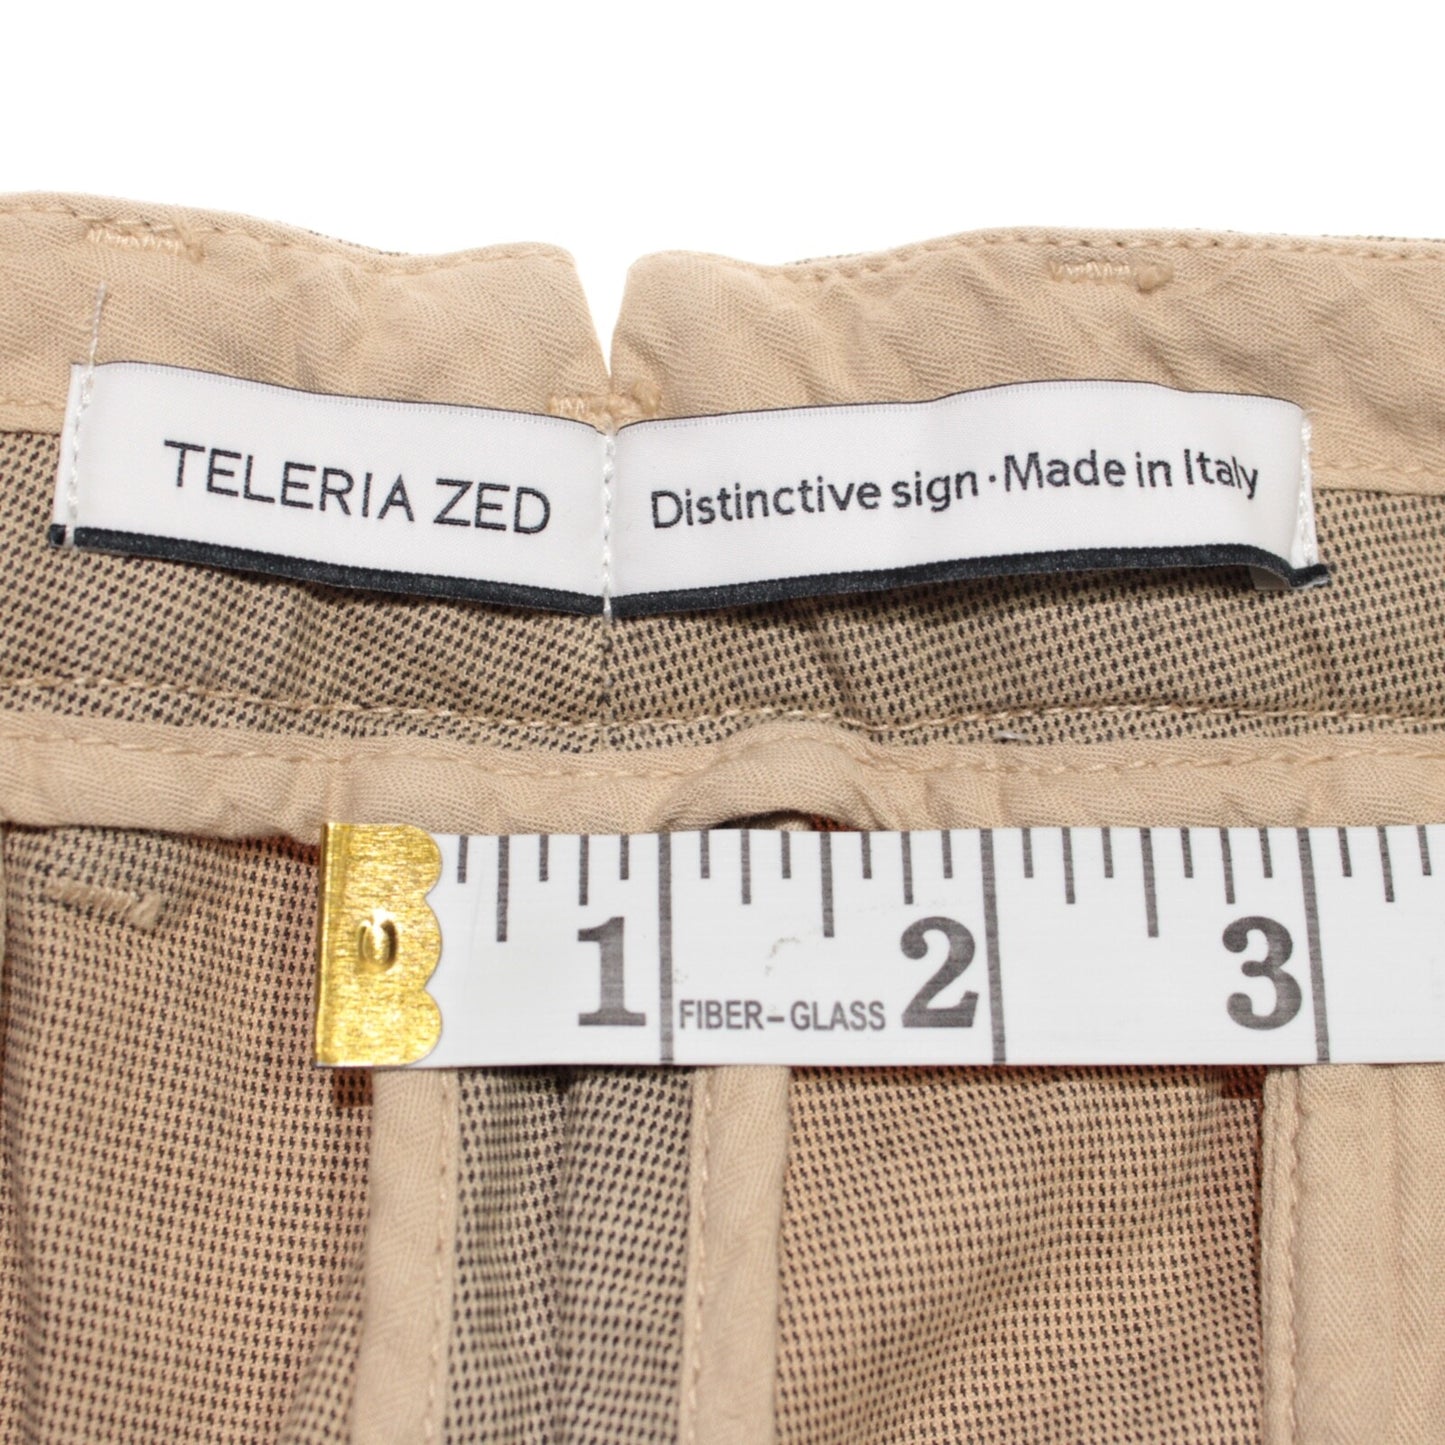 TELERIA ZED
Distinctive sign · Made in Italy
1 2 3
FIBER-GLASS